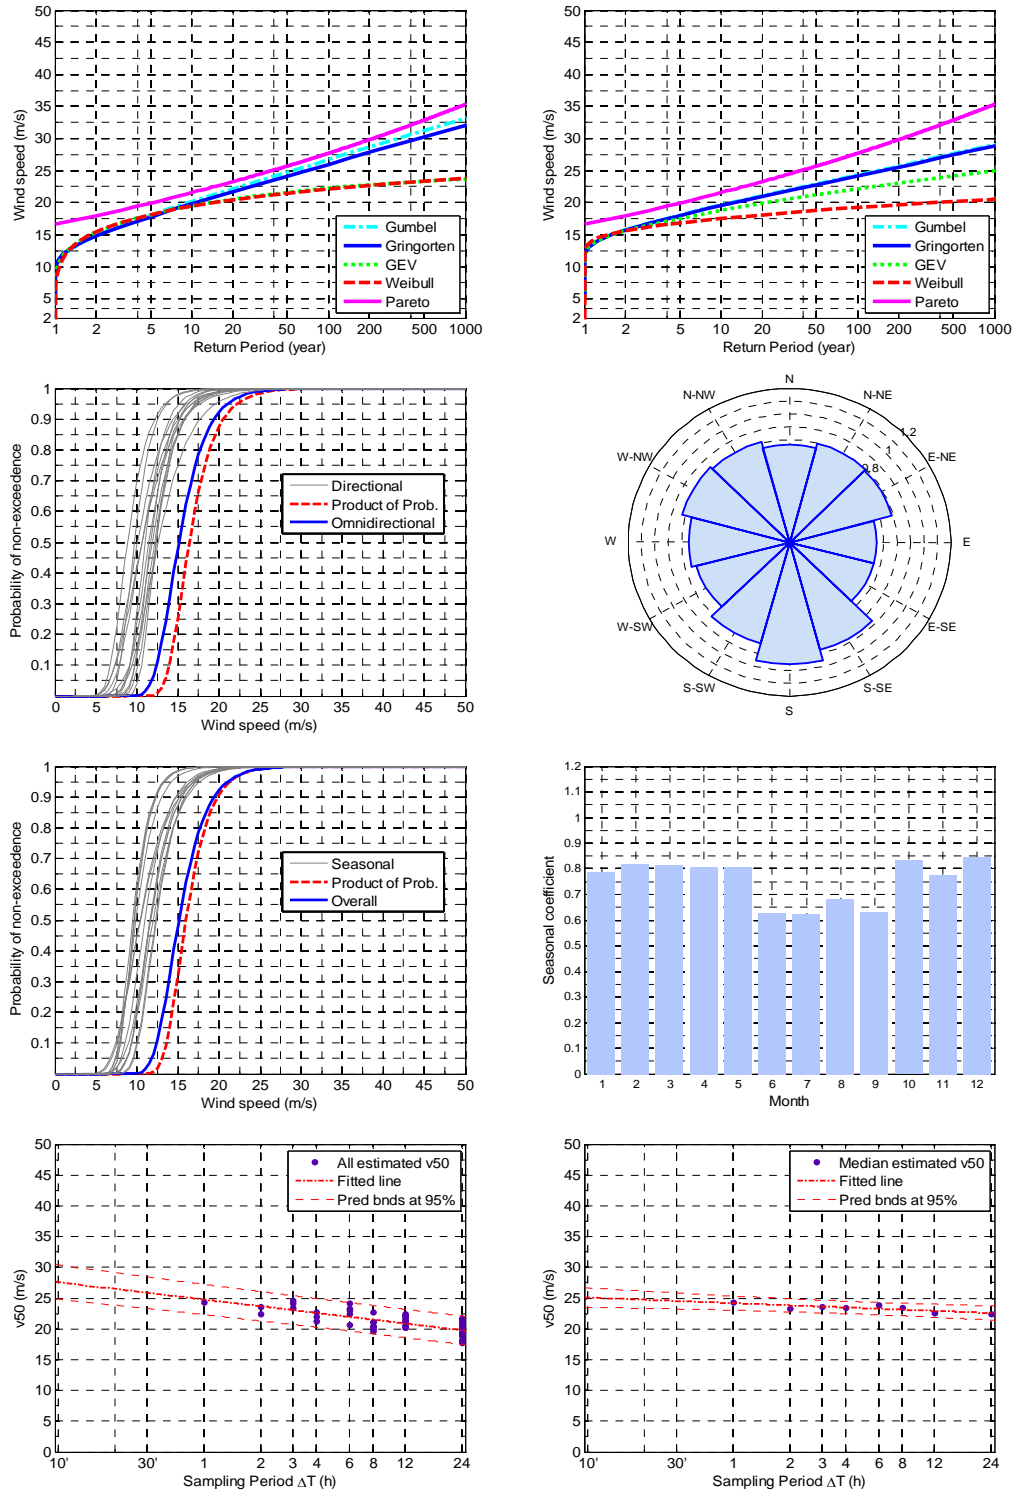 50
45
40
35
30
25
20
15
10
5
2
Wind speed (m/s)
1 2 5 10 20 50 100 200 500 1000
Return Period (year)
Gumbel
Gringorten
GEV
Weibull
Pareto
50
45
40
35
30
25
20
15
10
5
2
Wind speed (m/s)
1 2 5 10 20 50 100 200 500 1000
Return Period (year)
Gumbel
Gringorten
GEV
Weibull
Pareto
1
0.9
0.8
0.7
0.6
0.5
0.4
0.3
0.2
0.1
Probability of non-exceedence
0 5 10 15 20 25 30 35 40 45 50
Wind speed (m/s)
Directional
Product of Prob.
Omnidirectional
N
N-NE
E-NE
E
E-SE
S-SE
S
S-SW
W-SW
W
W-NW
N-NW
1.2
1
0.8
1
0.9
0.8
0.7
0.6
0.5
0.4
0.3
0.2
0.1
Probability of non-exceedence
0 5 10 15 20 25 30 35 40 45 50
Wind speed (m/s)
Seasonal
Product of Prob.
Overall
1.2
1.1
1
0.9
0.8
0.7
0.6
0.5
0.4
0.3
0.2
0.1
0
Seasonal coefficient
1 2 3 4 5 6 7 8 9 10 11 12
Month
50
45
40
35
30
25
20
15
10
5
0
v50 (m/s)
10' 30' 1 2 3 4 6 8 12 24
Sampling Period ΔT (h)
All estimated v50
Fitted line
Pred bnds at 95%
50
45
40
35
30
25
20
15
10
5
0
v50 (m/s)
10' 30' 1 2 3 4 6 8 12 24
Sampling Period ΔT (h)
Median estimated v50
Fitted line
Pred bnds at 95%